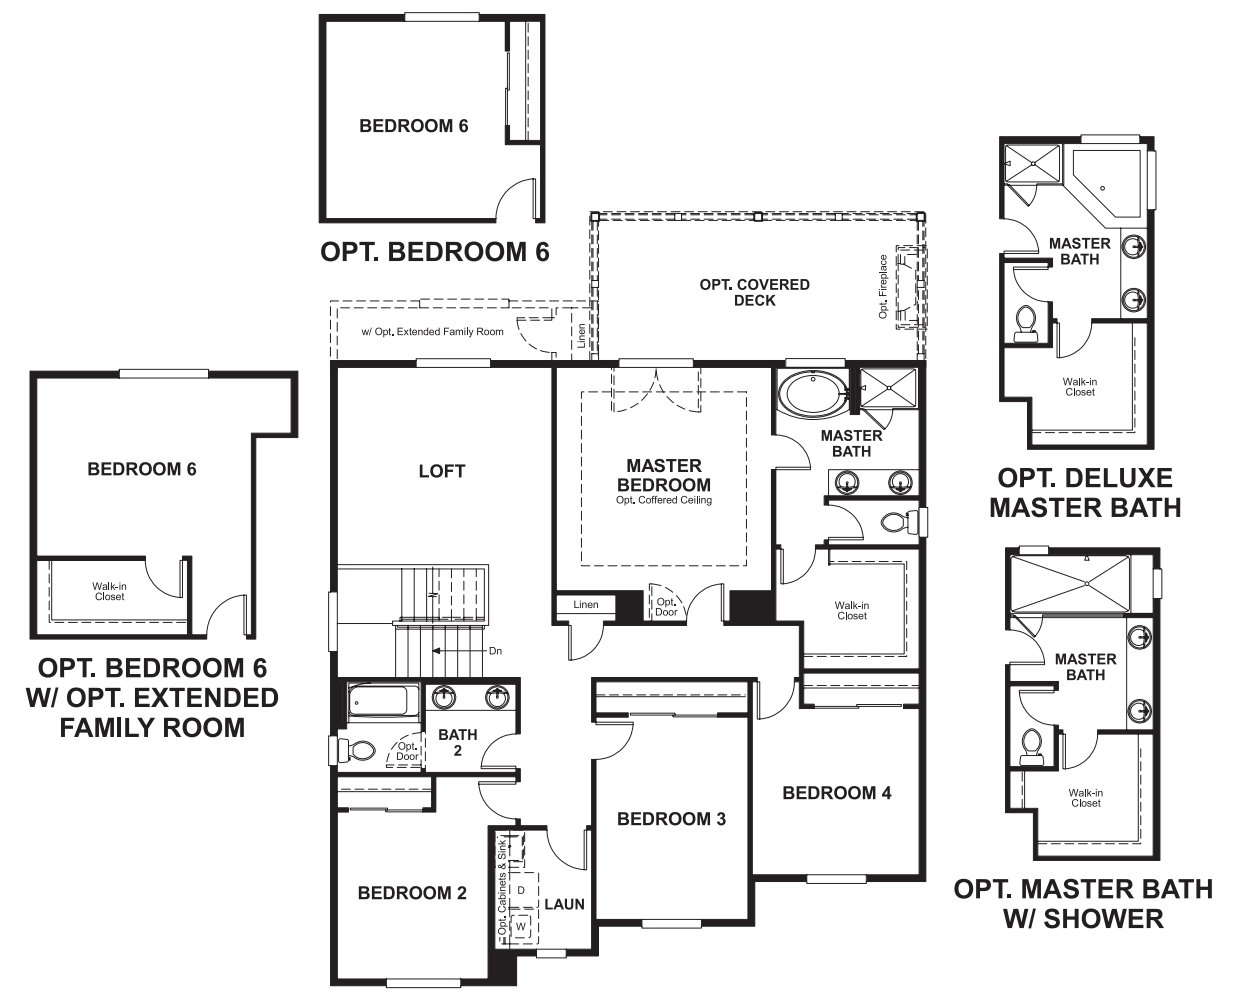 BEDROOM 6
OPT. BEDROOM 6
OPT. COVERED
DECK
Opt. Fireplace
w/ Opt. Extended Family Room
Linen
BEDROOM 6
Walk-in
Closet
OPT. BEDROOM 6
W/ OPT. EXTENDED
FAMILY ROOM
LOFT
MASTER
BEDROOM
Opt. Coffered Ceiling
MASTER
BATH
Linen
Opt.
Door
Walk-in
Closet
Dn
BATH
2
Opt.
Door
BEDROOM 2
Opt. Cabinets & Sink
D
W
LAUN
BEDROOM 3
BEDROOM 4
MASTER
BATH
Walk-in
Closet
OPT. DELUXE
MASTER BATH
MASTER
BATH
Walk-in
Closet
OPT. MASTER BATH
W/ SHOWER